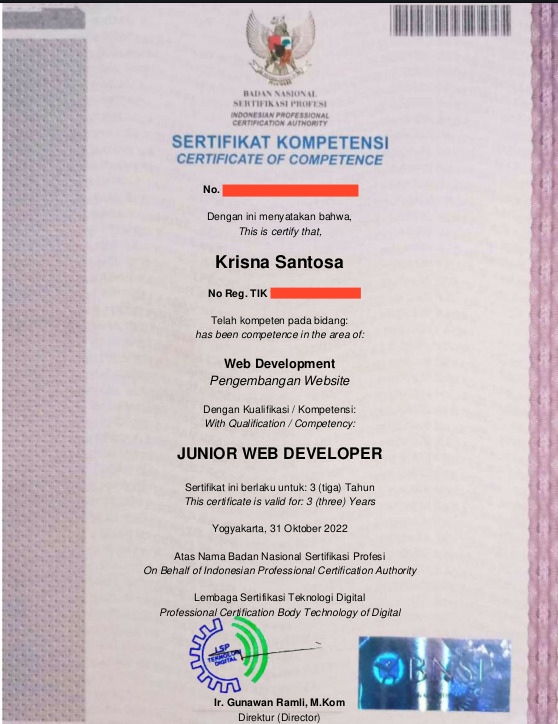 BADAN NASIONAL
SERTIFIKASI PROFESI
INDONESIAN PROFESSIONAL
CERTIFICATION AUTHORITY
SERTIFIKAT KOMPETENSI
CERTIFICATE OF COMPETENCE
No.
Dengan ini menyatakan bahwa,
This is certify that,
Krisna Santosa
No Reg. TIK
Telah kompeten pada bidang:
has been competence in the area of:
Web Development
Pengembangan Website
Dengan Kualifikasi / Kompetensi:
With Qualification / Competency:
JUNIOR WEB DEVELOPER
Sertifikat ini berlaku untuk: 3 (tiga) Tahun
This certificate is valid for: 3 (three) Years
Yogyakarta, 31 Oktober 2022
Atas Nama Badan Nasional Sertifikasi Profesi
On Behalf of Indonesian Professional Certification Authority
Lembaga Sertifikasi Teknologi Digital
Professional Certification Body Technology of Digital
LSP
TEKNOLOGI
DIGITAL
BNSP
Ir. Gunawan Ramli, M.Kom
Direktur (Director)